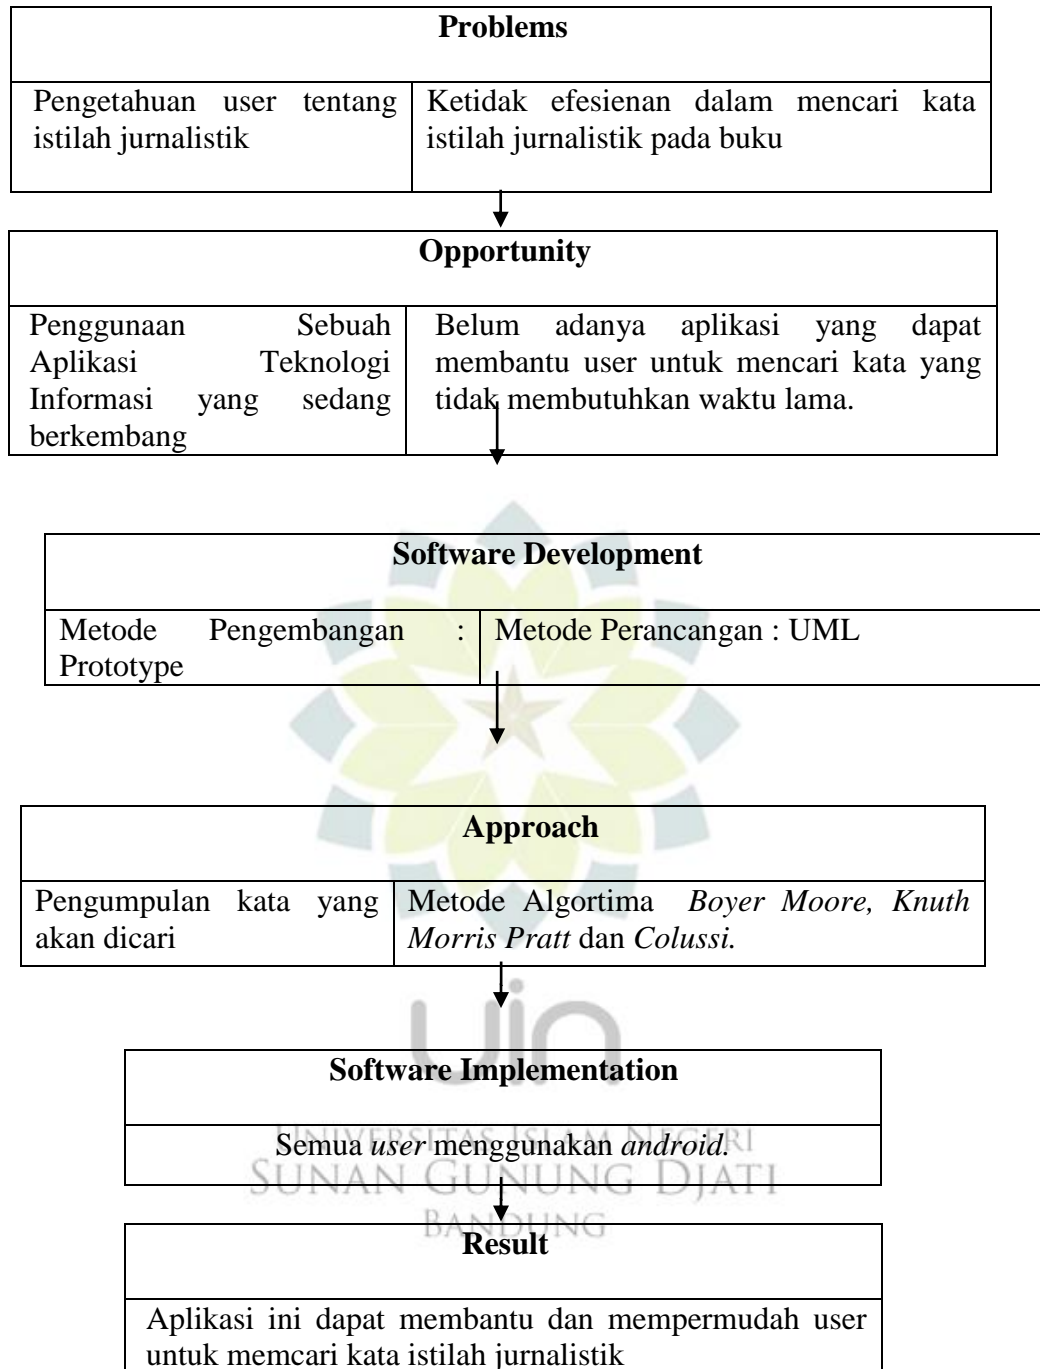 Problems
Pengetahuan user tentang
istilah jurnalistik
Ketidak efesienan dalam mencari kata
istilah jurnalistik pada buku
Opportunity
Penggunaan Sebuah
Aplikasi Teknologi
Informasi yang sedang
berkembang
Belum adanya aplikasi yang dapat
membantu user untuk mencari kata yang
tidak membutuhkan waktu lama.
Software Development
Metode Pengembangan :
Prototype
Metode Perancangan : UML
Approach
Pengumpulan kata yang
akan dicari
Metode Algortima Boyer Moore, Knuth
Morris Pratt dan Colussi.
uin
Software Implementation
UNIVERSITAS ISLAM NEGERI
Semua user menggunakan android.
SUNAN GUNUNG DJATI
BANDUNG
Result
Aplikasi ini dapat membantu dan mempermudah user
untuk memcari kata istilah jurnalistik